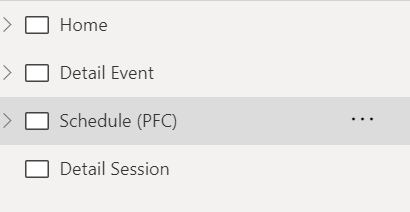 Home
Detail Event
Schedule (PFC)
Detail Session